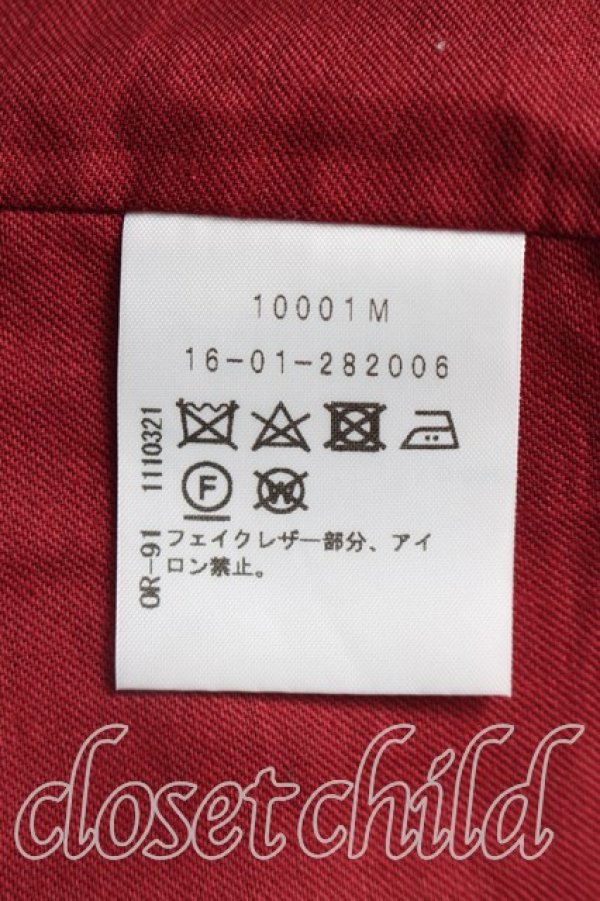 10001M
16-01-282006
F
W
フェイクレザー部分、アイ
ロン禁止。
OR-91 1110321
closet child